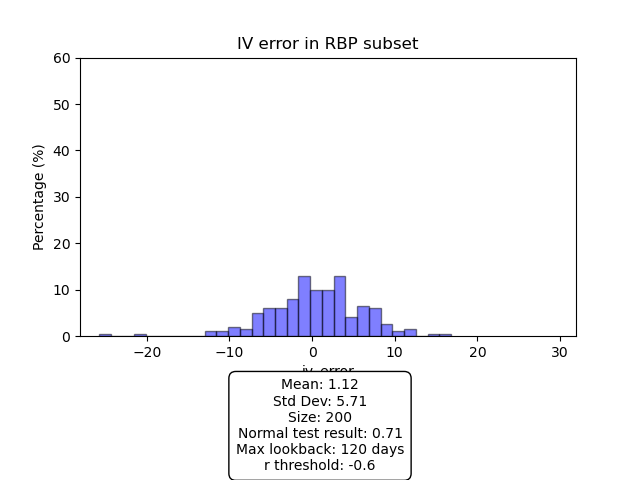 IV error in RBP subset
60
50
40
30
20
10
0
Percentage (%)
−20
−10
0
10
20
30
iv_error
Mean: 1.12
Std Dev: 5.71
Size: 200
Normal test result: 0.71
Max lookback: 120 days
r threshold: -0.6